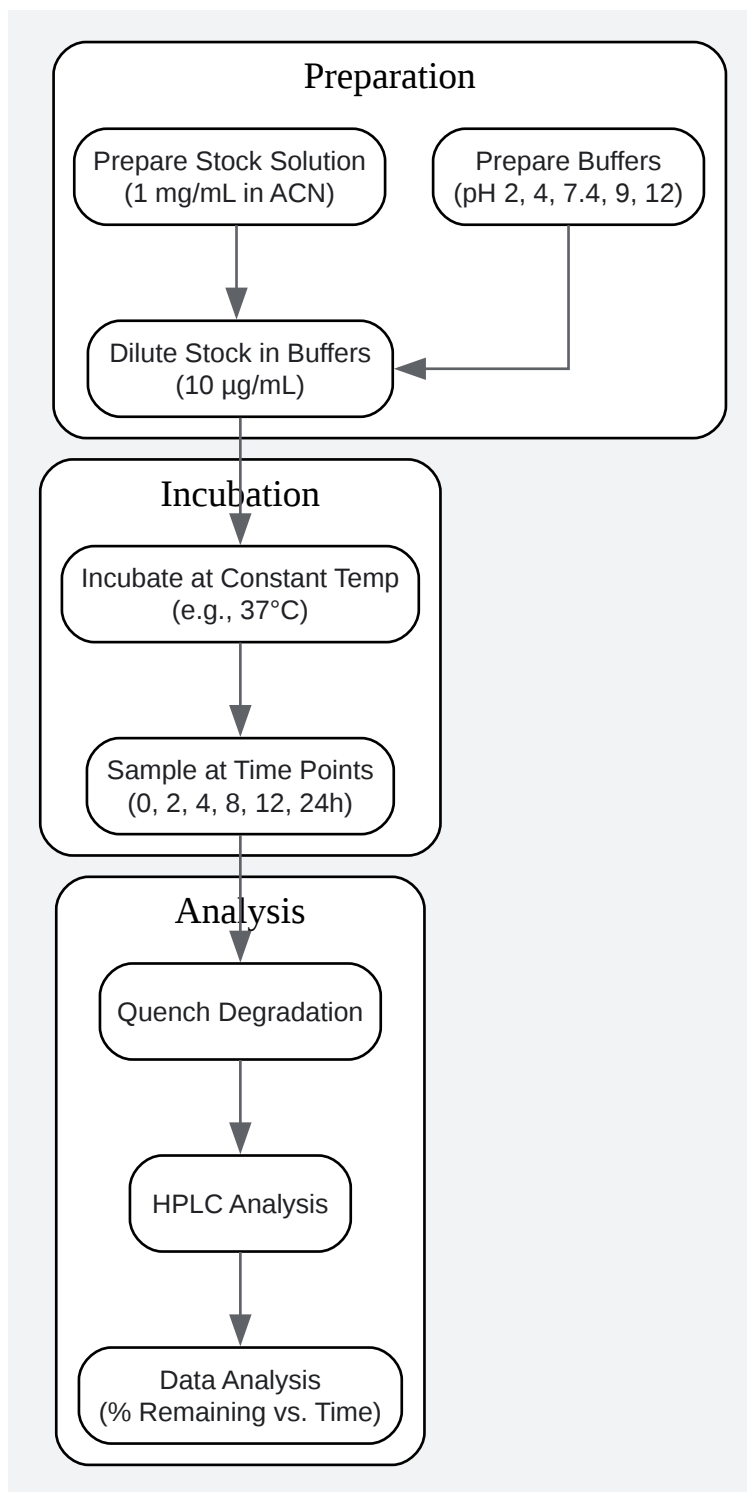 Preparation
Prepare Stock Solution
(1 mg/mL in ACN)
Prepare Buffers
(pH 2, 4, 7.4, 9, 12)
Dilute Stock in Buffers
(10 µg/mL)
Incubation
Incubate at Constant Temp
(e.g., 37°C)
Sample at Time Points
(0, 2, 4, 8, 12, 24h)
Analysis
Quench Degradation
HPLC Analysis
Data Analysis
(% Remaining vs. Time)